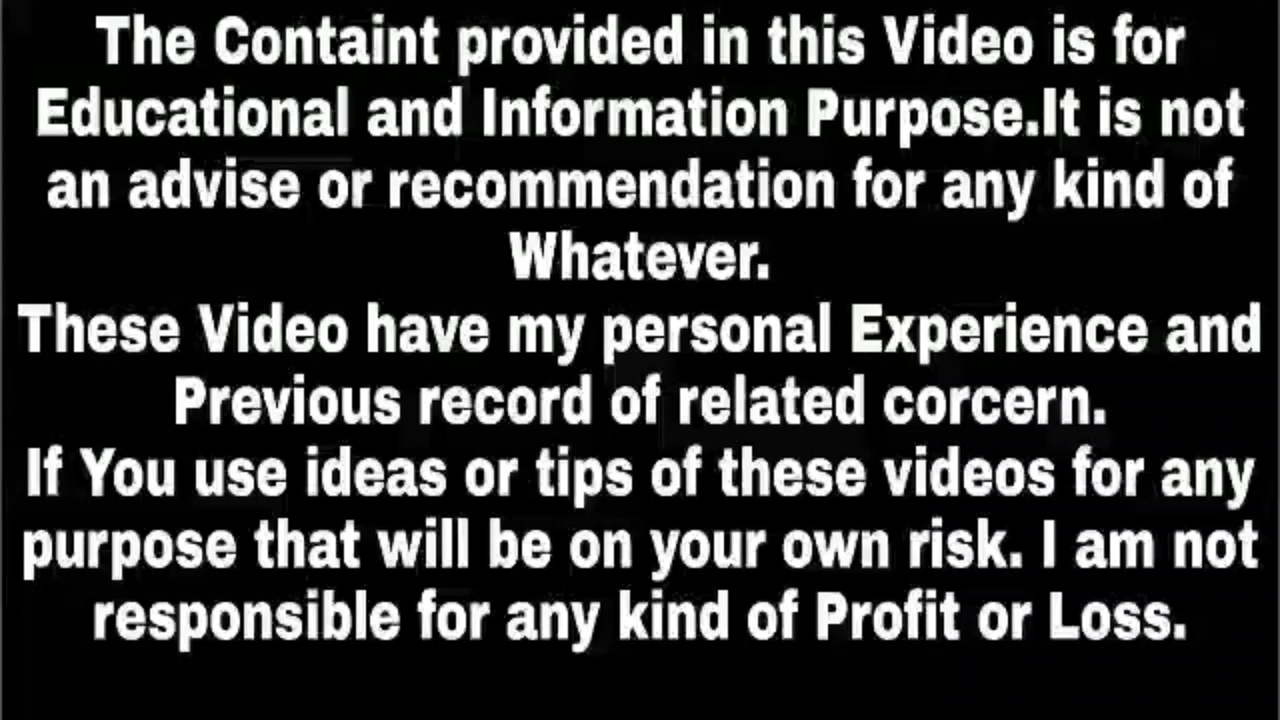 The Containt provided in this Video is for
Educational and Information Purpose.It is not
an advise or recommendation for any kind of
Whatever.
These Video have my personal Experience and
Previous record of related corcern.
If You use ideas or tips of these videos for any
purpose that will be on your own risk. I am not
responsible for any kind of Profit or Loss.